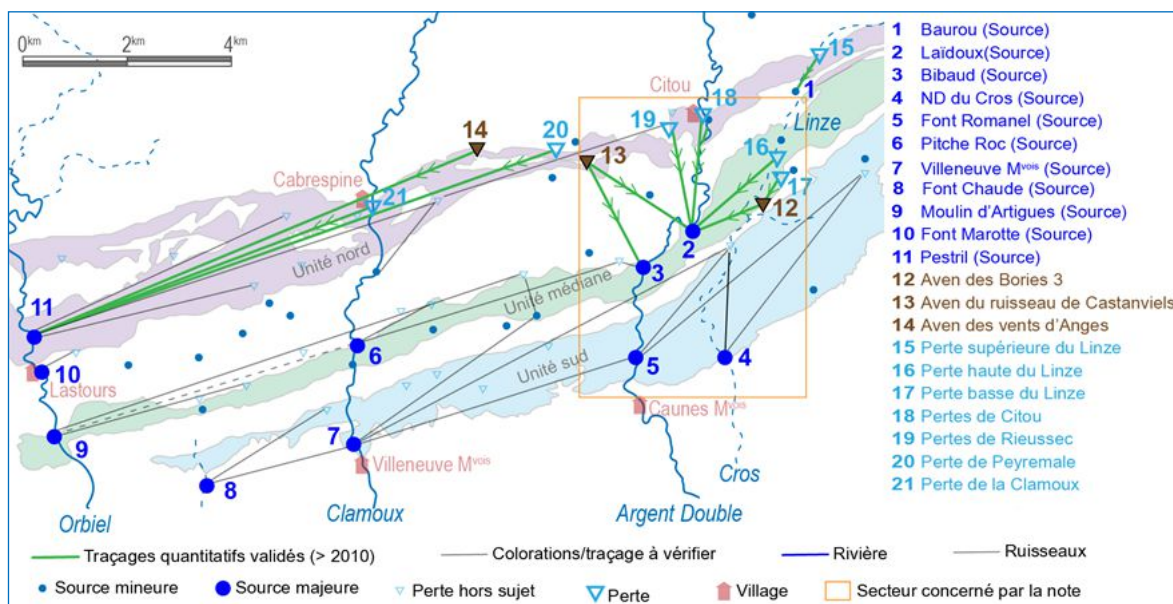 0km 2km 4km
15
Citou
18
1
19
Linze
14
20
16
13
Cabrespine
17
21
12
2
Unité nord
3
11
Unité médiane
6
5
4
10
Unité sud
Lastours
Caunes Mvois
9
7
Villeneuve Mvois
8
Cros
Orbiel
Clamoux
Argent Double
1 Baurou (Source)
2 Laïdoux(Source)
3 Bibaud (Source)
4 ND du Cros (Source)
5 Font Romanel (Source)
6 Pitche Roc (Source)
7 Villeneuve Mvois (Source)
8 Font Chaude (Source)
9 Moulin d'Artigues (Source)
10 Font Marotte (Source)
11 Pestril (Source)
12 Aven des Bories 3
13 Aven du ruisseau de Castanviels
14 Aven des vents d'Anges
15 Perte supérieure du Linze
16 Perte haute du Linze
17 Perte basse du Linze
18 Pertes de Citou
19 Pertes de Rieussec
20 Perte de Peyremale
21 Perte de la Clamoux
Traçages quantitatifs validés (> 2010) Colorations/traçage à vérifier Rivière Ruisseaux
Source mineure Source majeure Perte hors sujet Perte Village Secteur concerné par la note